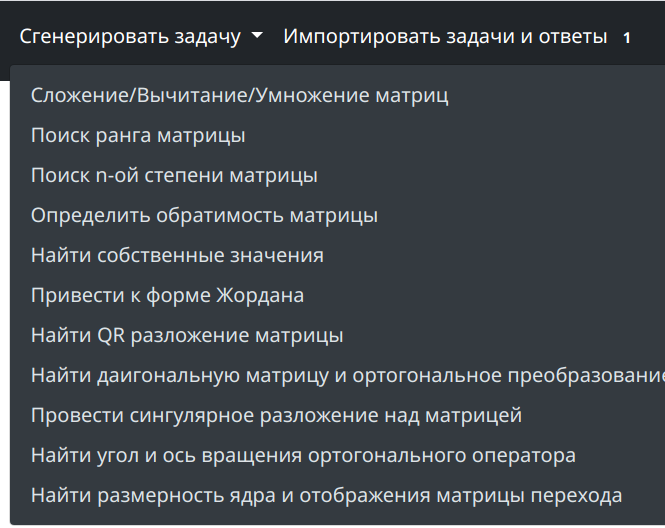 Сгенерировать задачу Импортировать задачи и ответы 1
Сложение/Вычитание/Умножение матриц
Поиск ранга матрицы
Поиск n-ой степени матрицы
Определить обратимость матрицы
Найти собственные значения
Привести к форме Жордана
Найти QR разложение матрицы
Найти даигональную матрицу и ортогональное преобразование
Провести сингулярное разложение над матрицей
Найти угол и ось вращения ортогонального оператора
Найти размерность ядра и отображения матрицы перехода